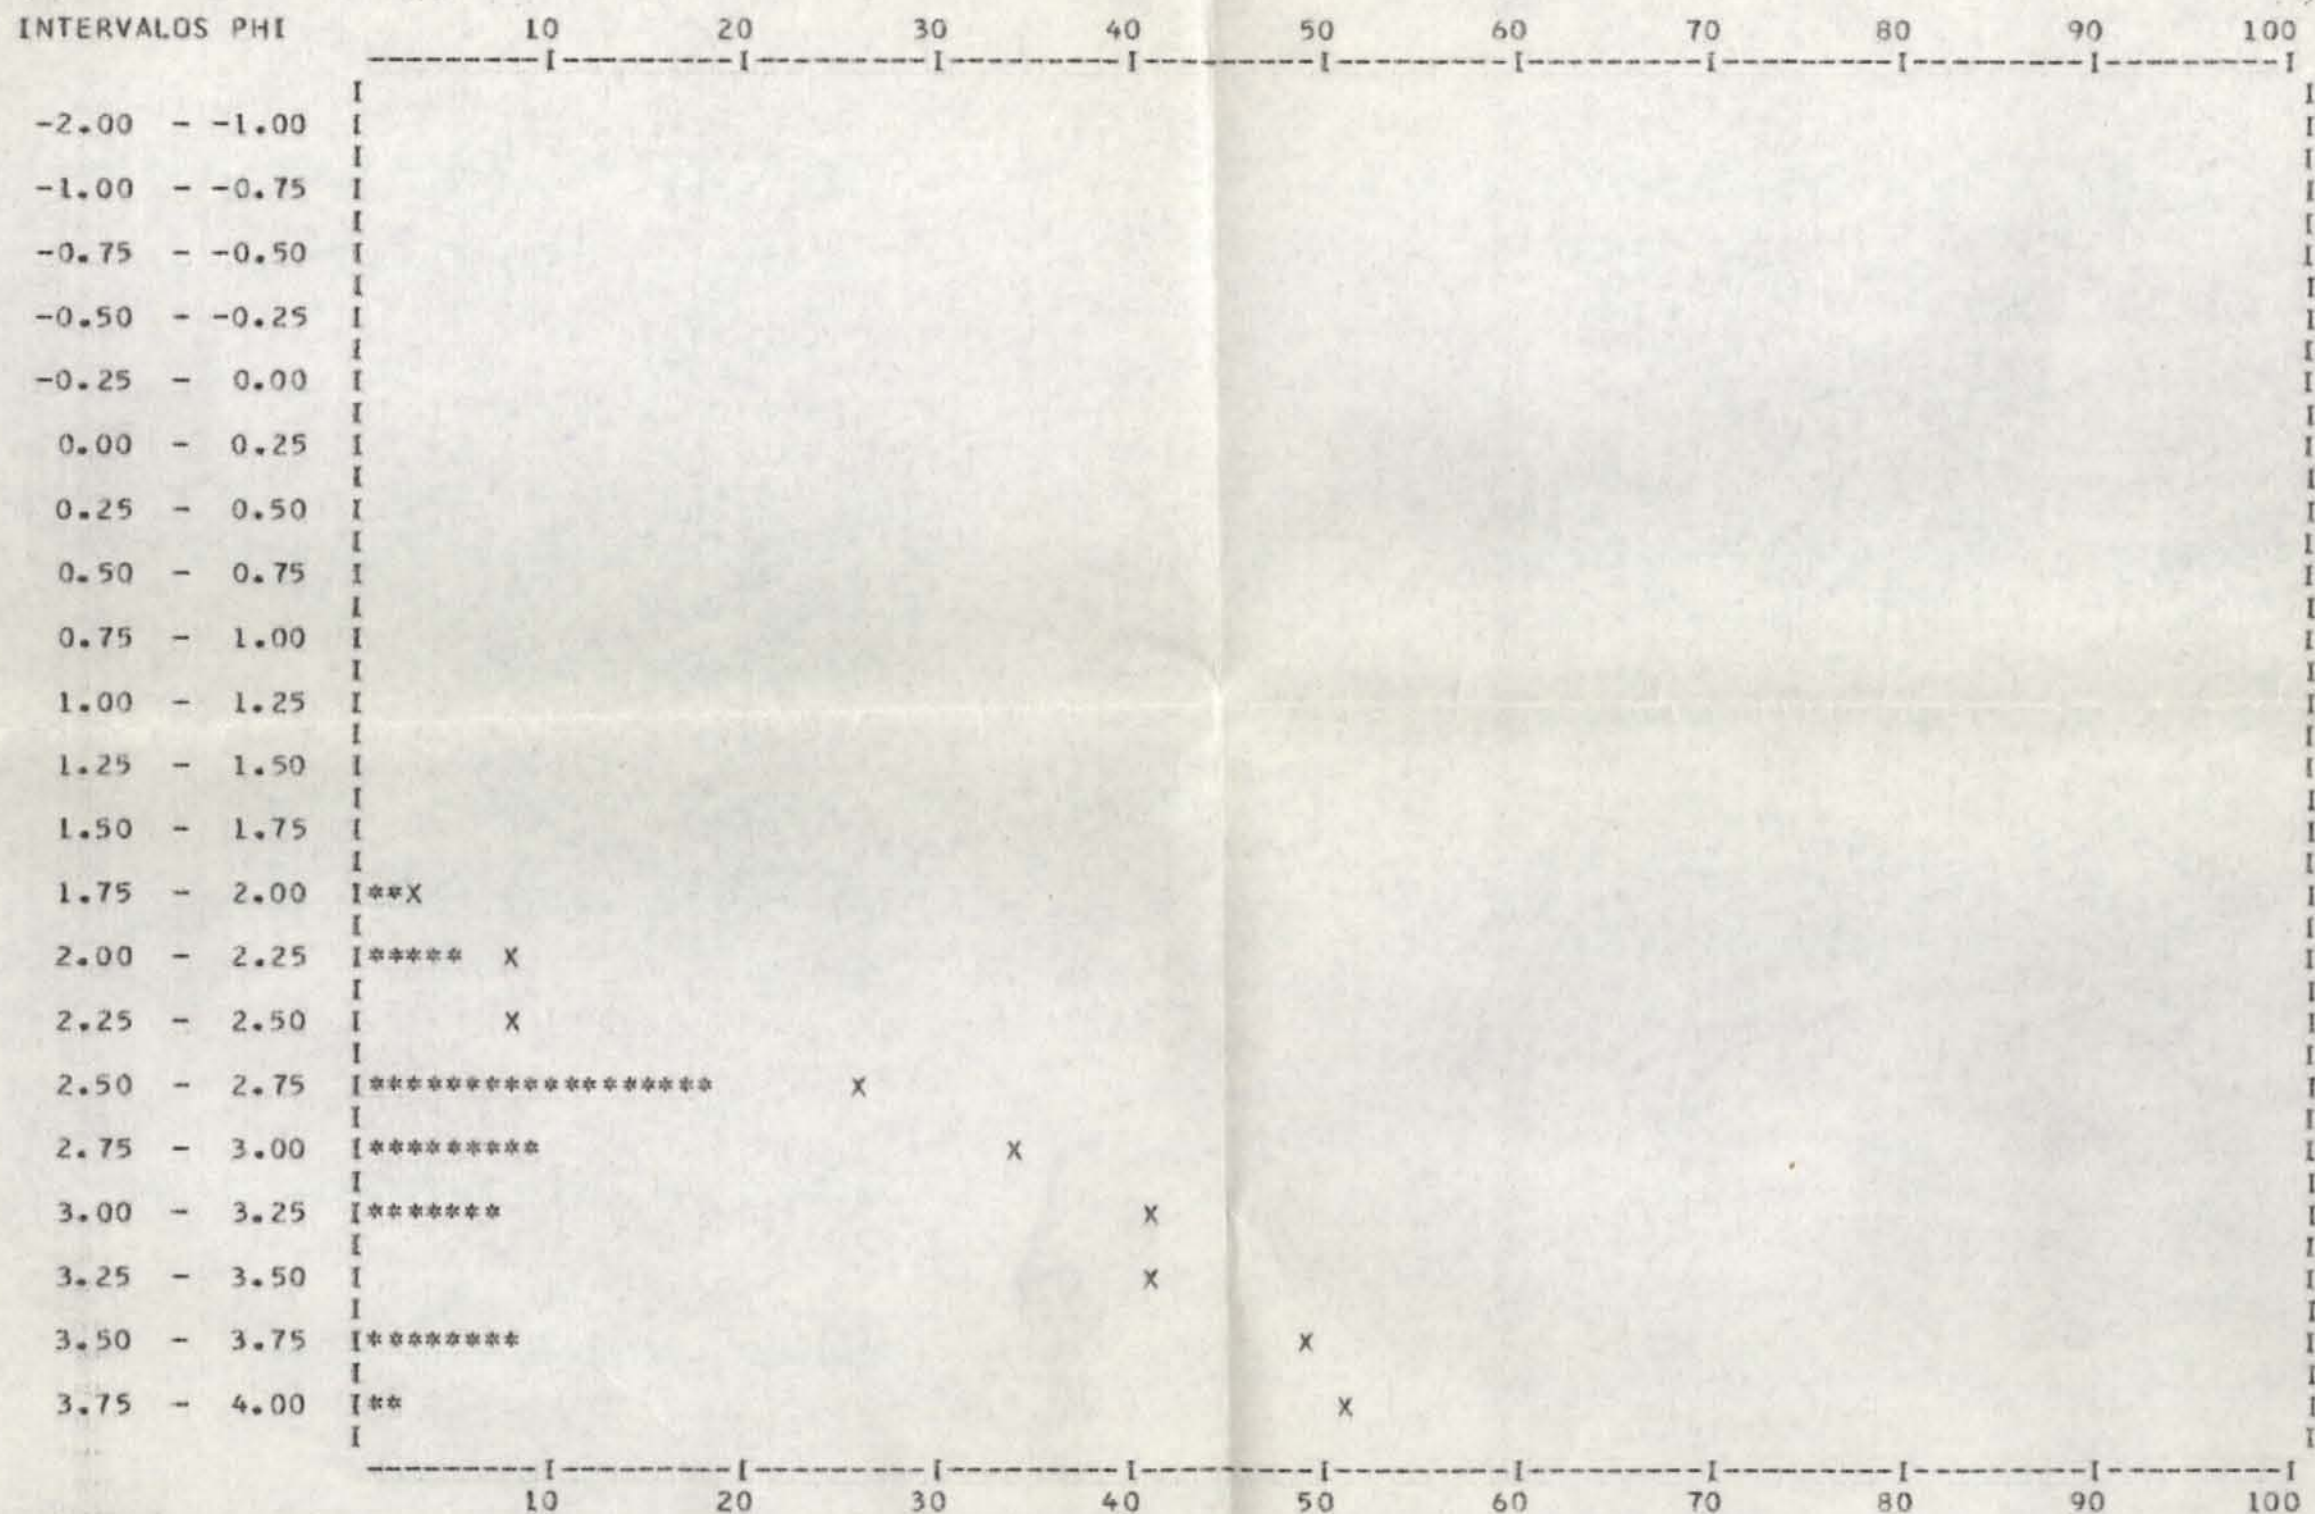 INTERVALOS PHI 10 20 30 40 50 60 70 80 90 100
---------I---------I---------I---------I---------I---------I---------I---------I---------I---------I
I I
-2.00 - -1.00 I I
I I
-1.00 - -0.75 I I
I I
-0.75 - -0.50 I I
I I
-0.50 - -0.25 I I
I I
-0.25 - 0.00 I I
I I
0.00 - 0.25 I I
I I
0.25 - 0.50 I I
I I
0.50 - 0.75 I I
I I
0.75 - 1.00 I I
I I
1.00 - 1.25 I I
I I
1.25 - 1.50 I I
I I
1.50 - 1.75 I I
I I
1.75 - 2.00 I**X I
I I
2.00 - 2.25 I***** X I
I I
2.25 - 2.50 I X I
I I
2.50 - 2.75 I****************** X I
I I
2.75 - 3.00 I********* X I
I I
3.00 - 3.25 I******* X I
I I
3.25 - 3.50 I X I
I I
3.50 - 3.75 I******** X I
I I
3.75 - 4.00 I** X I
I I
---------I---------I---------I---------I---------I---------I---------I---------I---------I---------I
10 20 30 40 50 60 70 80 90 100